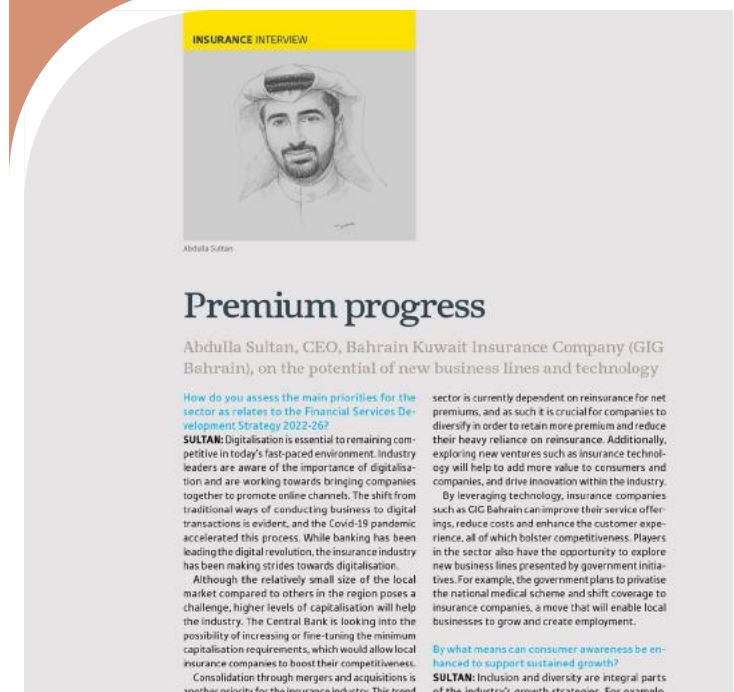 INSURANCE INTERVIEW
Abdulla Sultan
Premium progress
Abdulla Sultan, CEO, Bahrain Kuwait Insurance Company (GIG
Bahrain), on the potential of new business lines and technology
How do you assess the main priorities for the
sector as relates to the Financial Services De-
velopment Strategy 2022-26?
SULTAN: Digitalisation is essential to remaining com-
petitive in today's fast-paced environment. Industry
leaders are aware of the importance of digitalisa-
tion and are working towards bringing companies
together to promote online channels. The shift from
traditional ways of conducting business to digital
transactions is evident, and the Covid-19 pandemic
accelerated this process. While banking has been
leading the digital revolution, the insurance industry
has been making strides towards digitalisation.
Although the relatively small size of the local
market compared to others in the region poses a
challenge, higher levels of capitalisation will help
the industry. The Central Bank is looking into the
possibility of increasing or fine-tuning the minimum
capitalisation requirements, which would allow local
insurance companies to boost their competitiveness.
Consolidation through mergers and acquisitions is
another priority for the insurance industry. This trend
sector is currently dependent on reinsurance for net
premiums, and as such it is crucial for companies to
diversify in order to retain more premium and reduce
their heavy reliance on reinsurance. Additionally,
exploring new ventures such as insurance technol-
ogy will help to add more value to consumers and
companies, and drive innovation within the industry.
By leveraging technology, insurance companies
such as GIG Bahrain can improve their service offer-
ings, reduce costs and enhance the customer expe-
rience, all of which bolster competitiveness. Players
in the sector also have the opportunity to explore
new business lines presented by government initia-
tives. For example, the government plans to privatise
the national medical scheme and shift coverage to
insurance companies, a move that will enable local
businesses to grow and create employment.
By what means can consumer awareness be en-
hanced to support sustained growth?
SULTAN: Inclusion and diversity are integral parts
of the industry's growth strategies. For example,